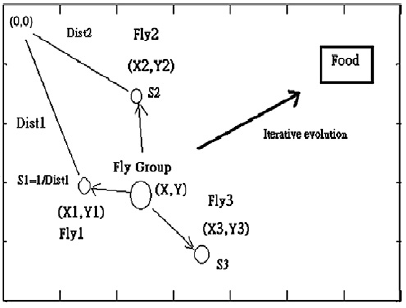 (0,0)
Dist2
Fly2
(X2,Y2)
S2
Food
Dist1
Iterative evolution
Fly Group
S1=1/Dist1
(X,Y)
(X1,Y1)
Fly1
Fly3
(X3,Y3)
S3